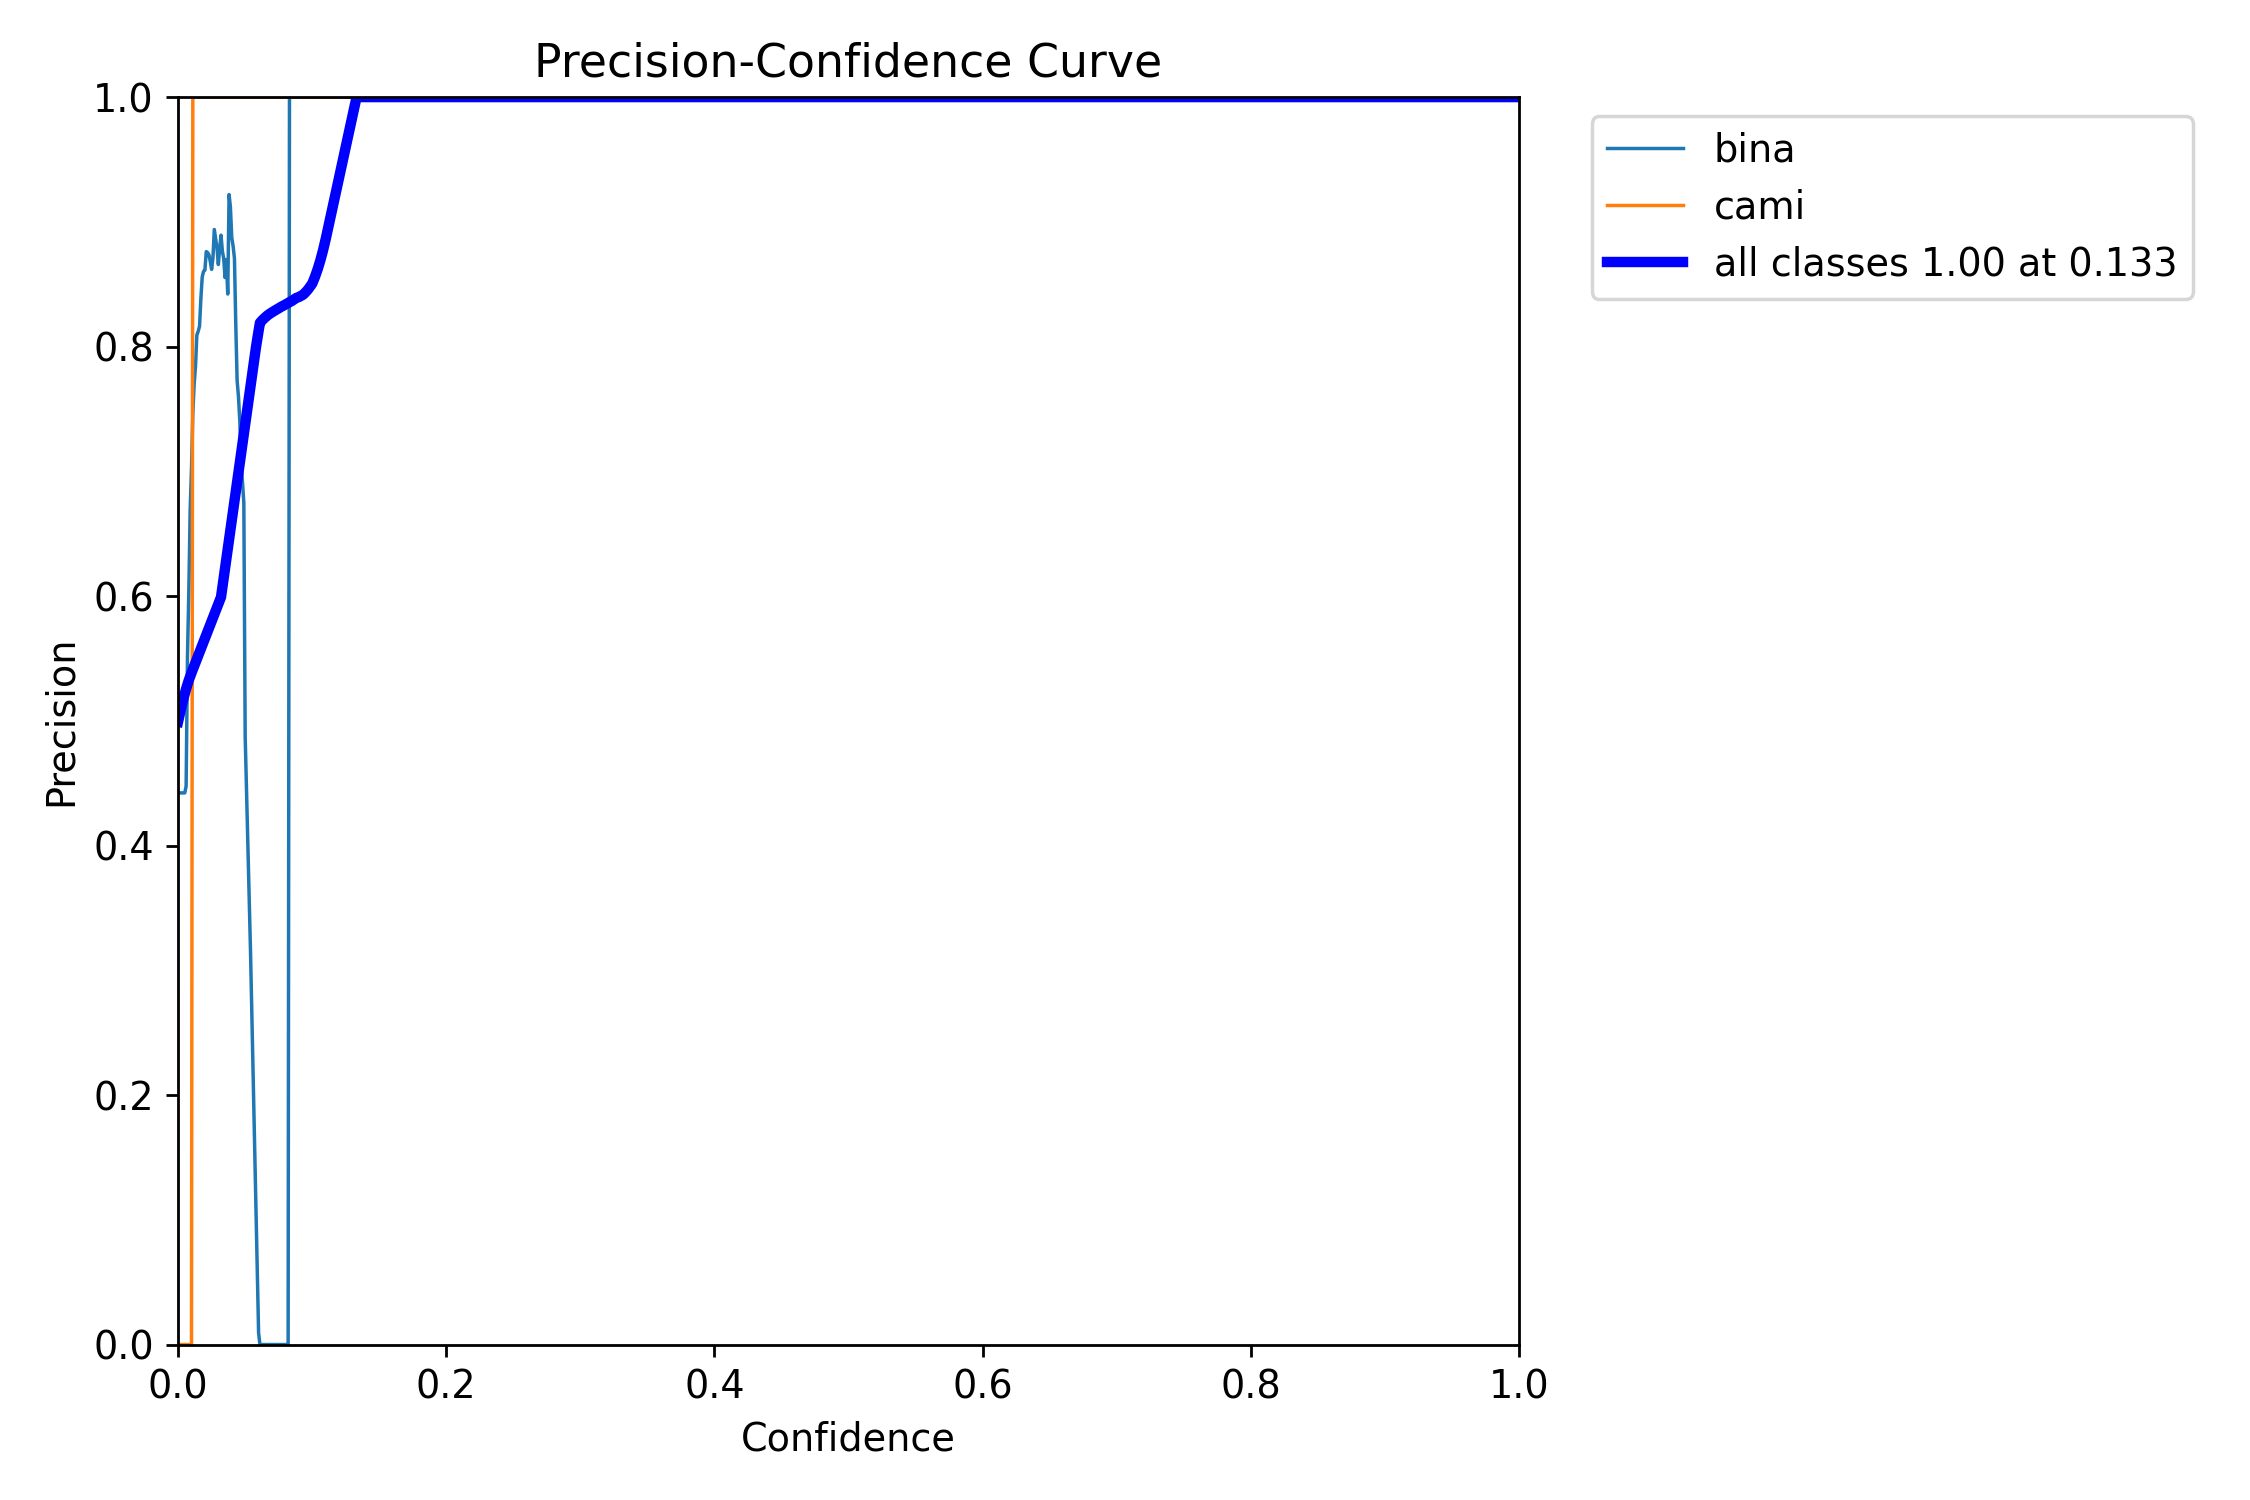 Precision-Confidence Curve
1.0
0.8
0.6
0.4
0.2
0.0
Precision
0.0 0.2 0.4 0.6 0.8 1.0
Confidence
bina
cami
all classes 1.00 at 0.133